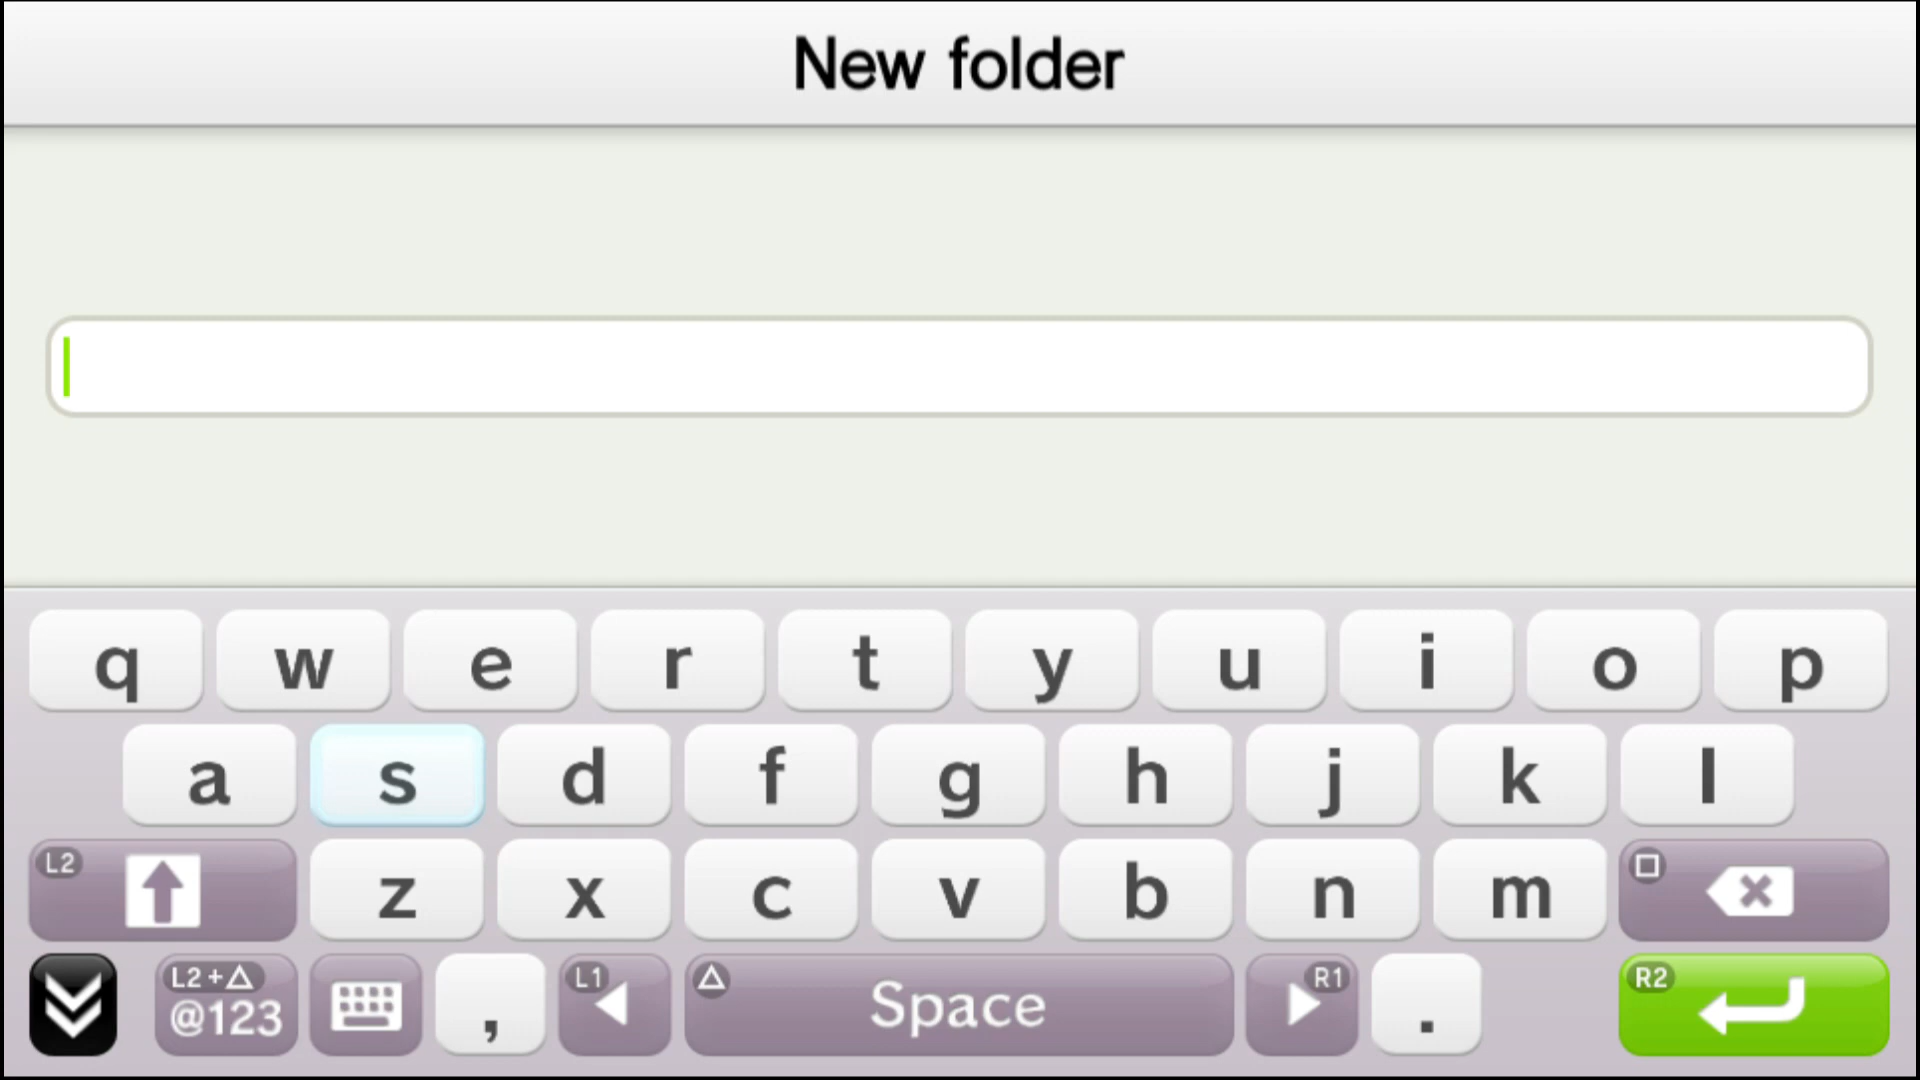 New folder
q w e r t y u i o p
a s d f g h j k l
L2 z x c v b n m
L2+△ @123 , L1 Space R1 . R2